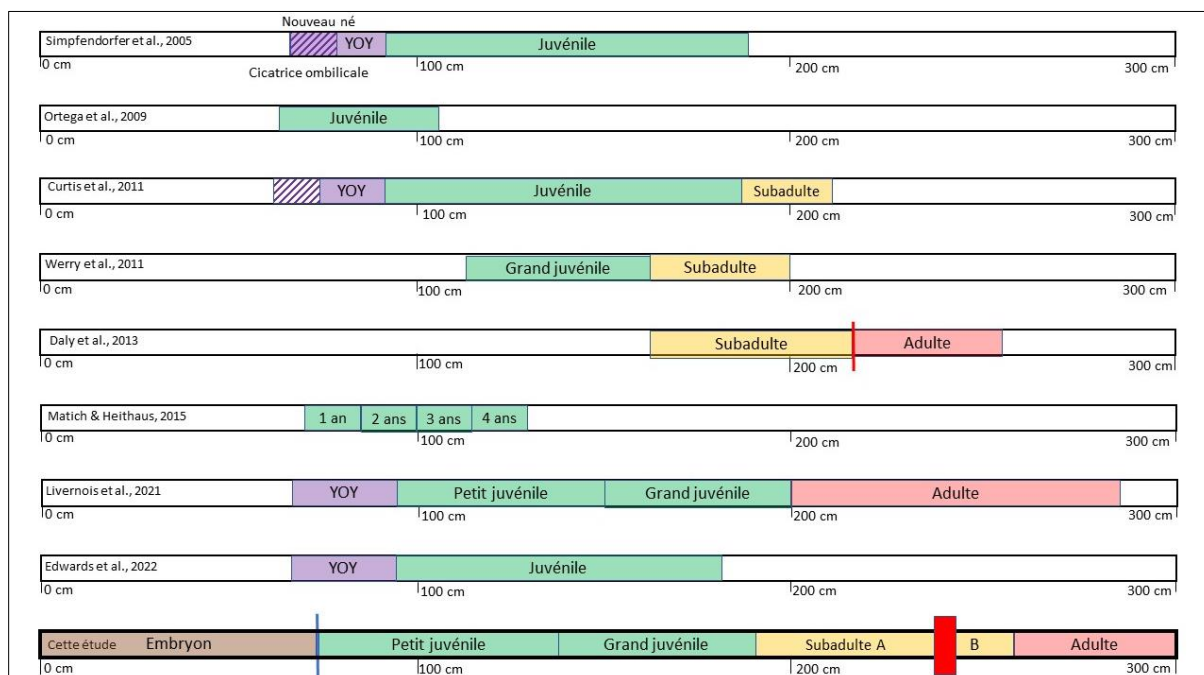 Nouveau né
Simpfendorfer et al., 2005 YOY Juvénile
Cicatrice ombilicale
0 cm 100 cm 200 cm 300 cm
Ortega et al., 2009 Juvénile
0 cm 100 cm 200 cm 300 cm
Curtis et al., 2011 YOY Juvénile Subadulte
0 cm 100 cm 200 cm 300 cm
Werry et al., 2011 Grand juvénile Subadulte
0 cm 100 cm 200 cm 300 cm
Daly et al., 2013 Subadulte Adulte
0 cm 100 cm 200 cm 300 cm
Matich & Heithaus, 2015 1 an 2 ans 3 ans 4 ans
0 cm 100 cm 200 cm 300 cm
Livernois et al., 2021 YOY Petit juvénile Grand juvénile Adulte
0 cm 100 cm 200 cm 300 cm
Edwards et al., 2022 YOY Juvénile
0 cm 100 cm 200 cm 300 cm
Cette étude Embryon Petit juvénile Grand juvénile Subadulte A B Adulte
0 cm 100 cm 200 cm 300 cm